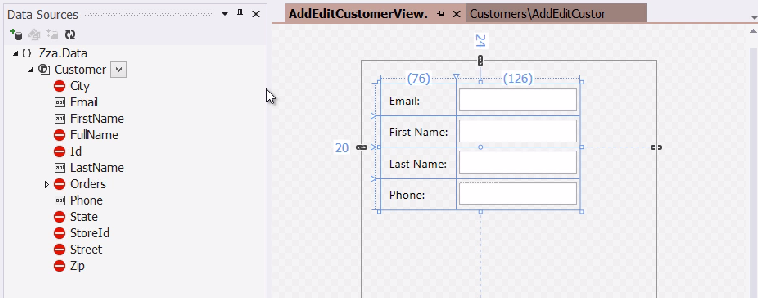 Data Sources
AddEditCustomerView.
Customers\AddEditCustor
Zza.Data
Customer
City
Email
FirstName
FullName
Id
LastName
Orders
Phone
State
StoreId
Street
Zip
24
(76)
(126)
Email:
First Name:
20
Last Name:
Phone: